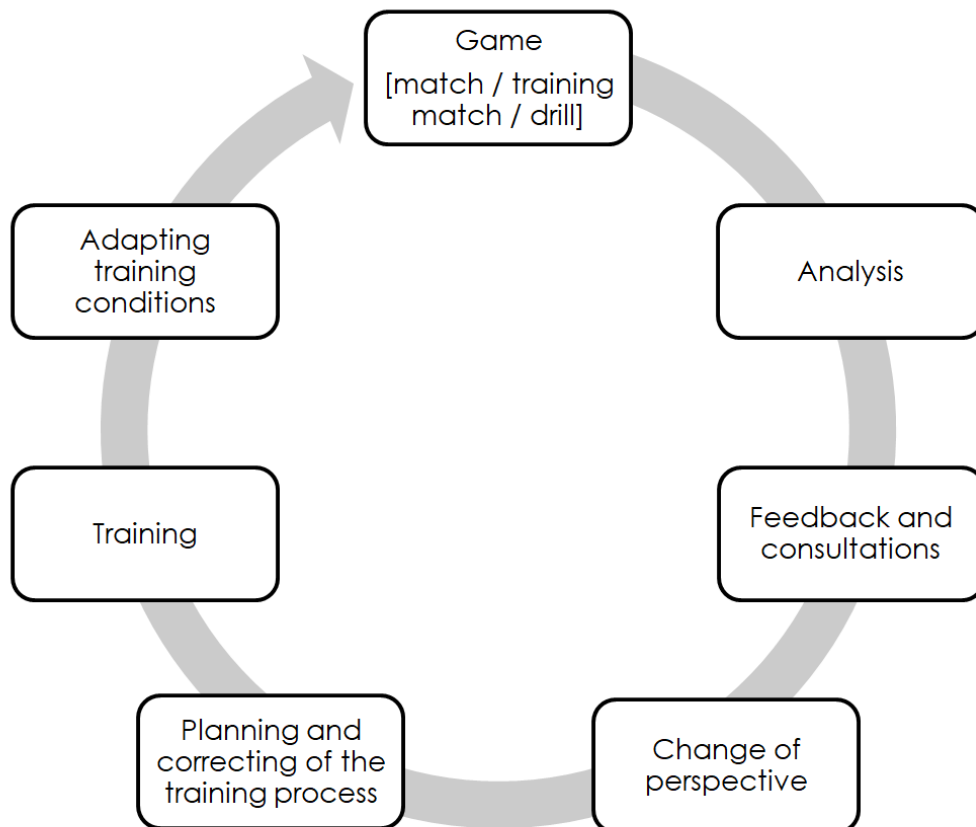 Game
[match / training
match / drill]
Analysis
Feedback and
consultations
Change of
perspective
Planning and
correcting of the
training process
Training
Adapting
training
conditions